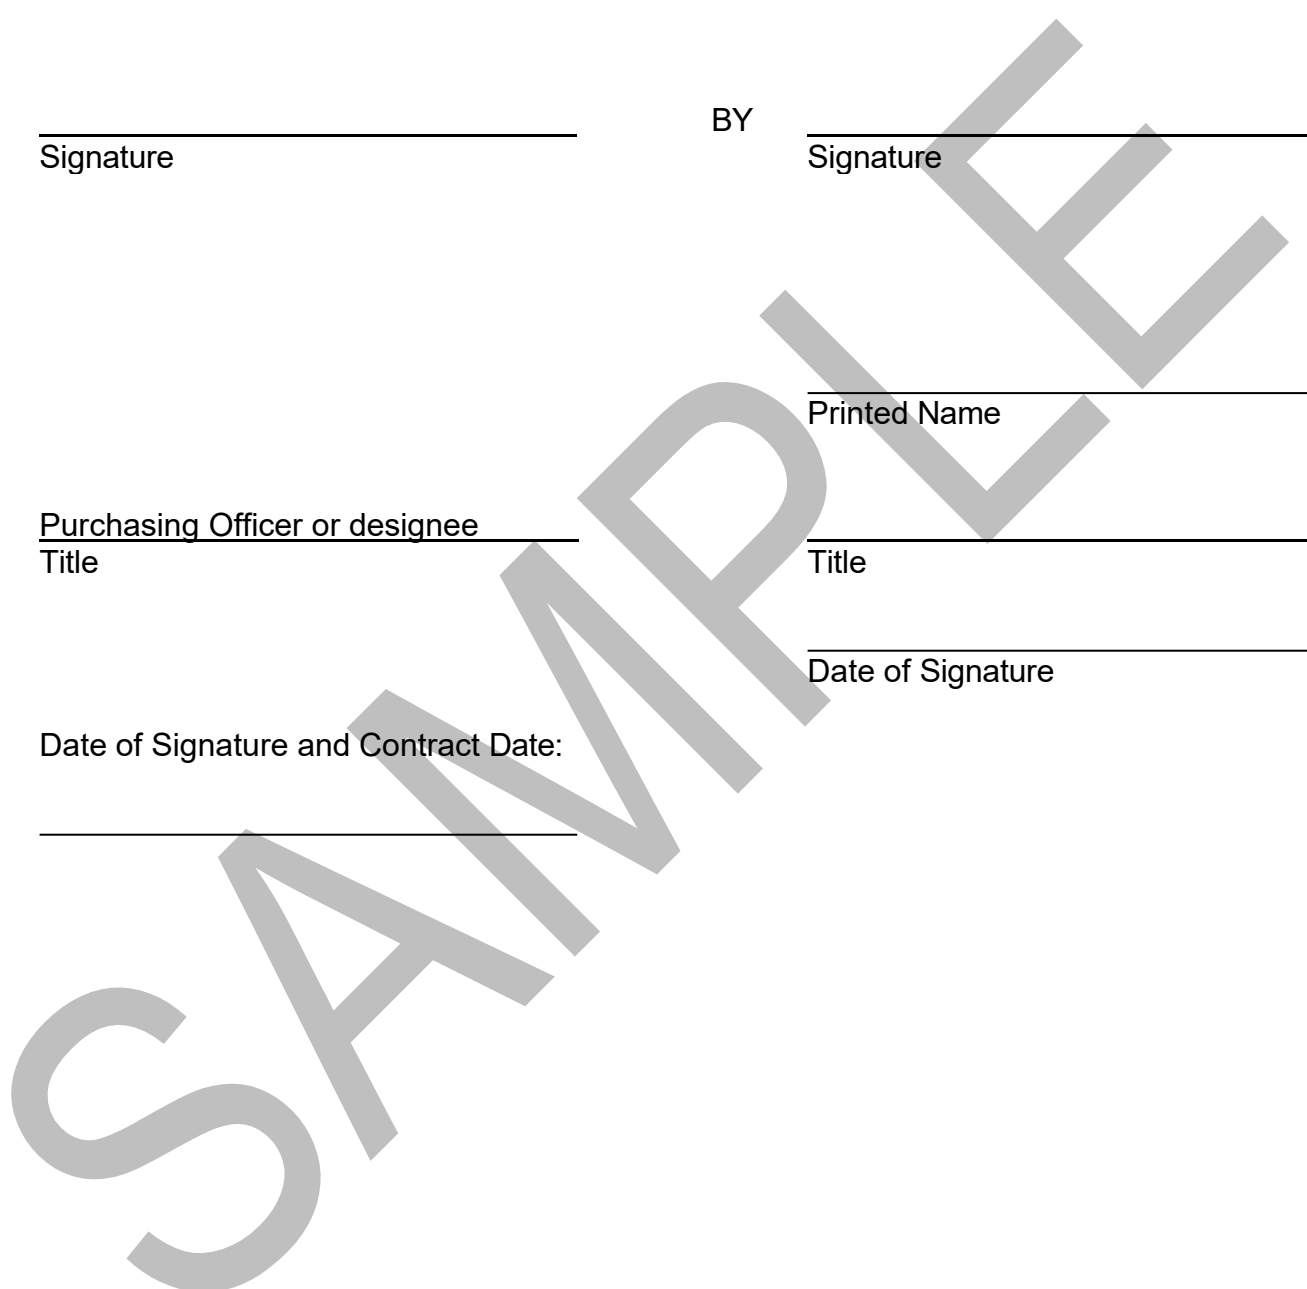 BY
Signature
Signature
Printed Name
Purchasing Officer or designee
Title
Title
Date of Signature
Date of Signature and Contract Date:
SAMPLE